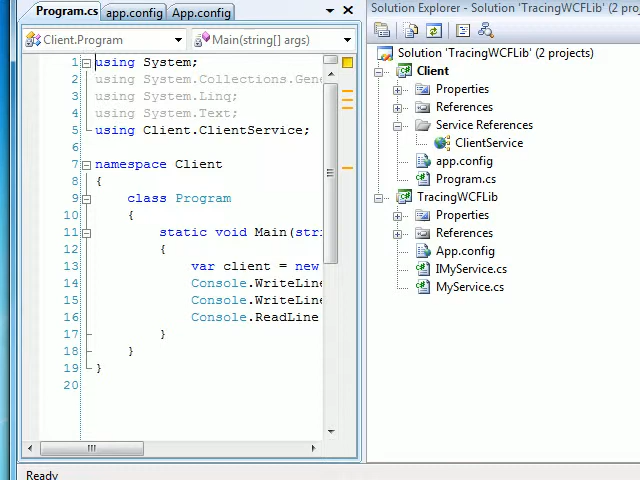 Program.cs app.config App.config
Client.Program Main(string[] args)
1 using System;
2 using System.Collections.Gene
3 using System.Linq;
4 using System.Text;
5 using Client.ClientService;
6
7 namespace Client
8 {
9 class Program
10 {
11 static void Main(stri
12 {
13 var client = new
14 Console.WriteLine
15 Console.WriteLine
16 Console.ReadLine
17 }
18 }
19 }
20
Ready
Solution Explorer - Solution 'TracingWCFLib' (2 proj
Solution 'TracingWCFLib' (2 projects)
Client
Properties
References
Service References
ClientService
app.config
Program.cs
TracingWCFLib
Properties
References
App.config
IMyService.cs
MyService.cs